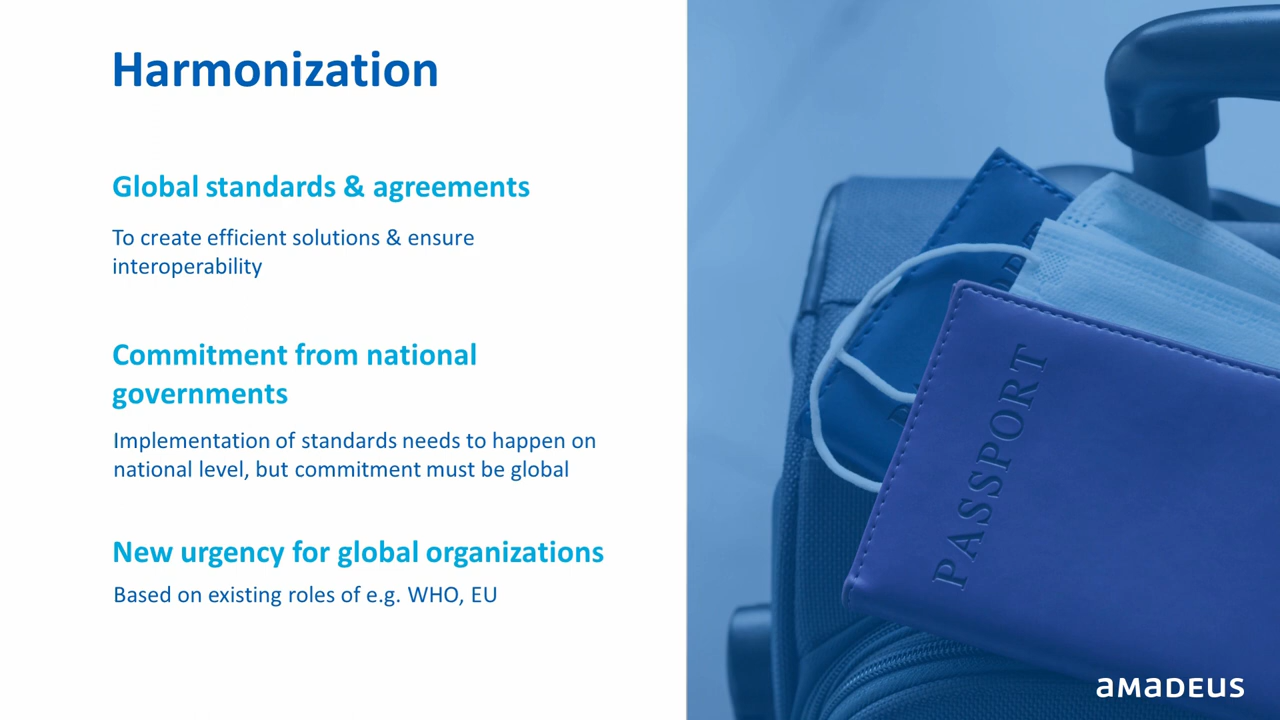 Harmonization
Global standards & agreements
To create efficient solutions & ensure
interoperability
Commitment from national
governments
Implementation of standards needs to happen on
national level, but commitment must be global
New urgency for global organizations
Based on existing roles of e.g. WHO, EU
PASSPORT
amadeus